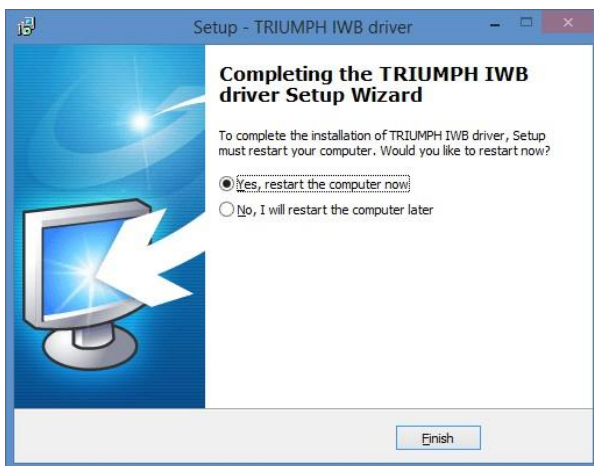 Setup - TRIUMPH IWB driver
Completing the TRIUMPH IWB
driver Setup Wizard
To complete the installation of TRIUMPH IWB driver, Setup
must restart your computer. Would you like to restart now?
Yes, restart the computer now
No, I will restart the computer later
Finish